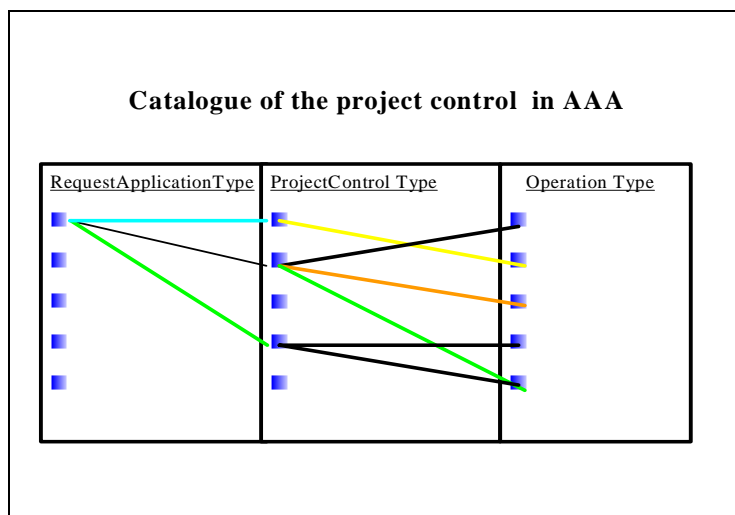 Catalogue of the project control in AAA
RequestApplicationType ProjectControl Type Operation Type